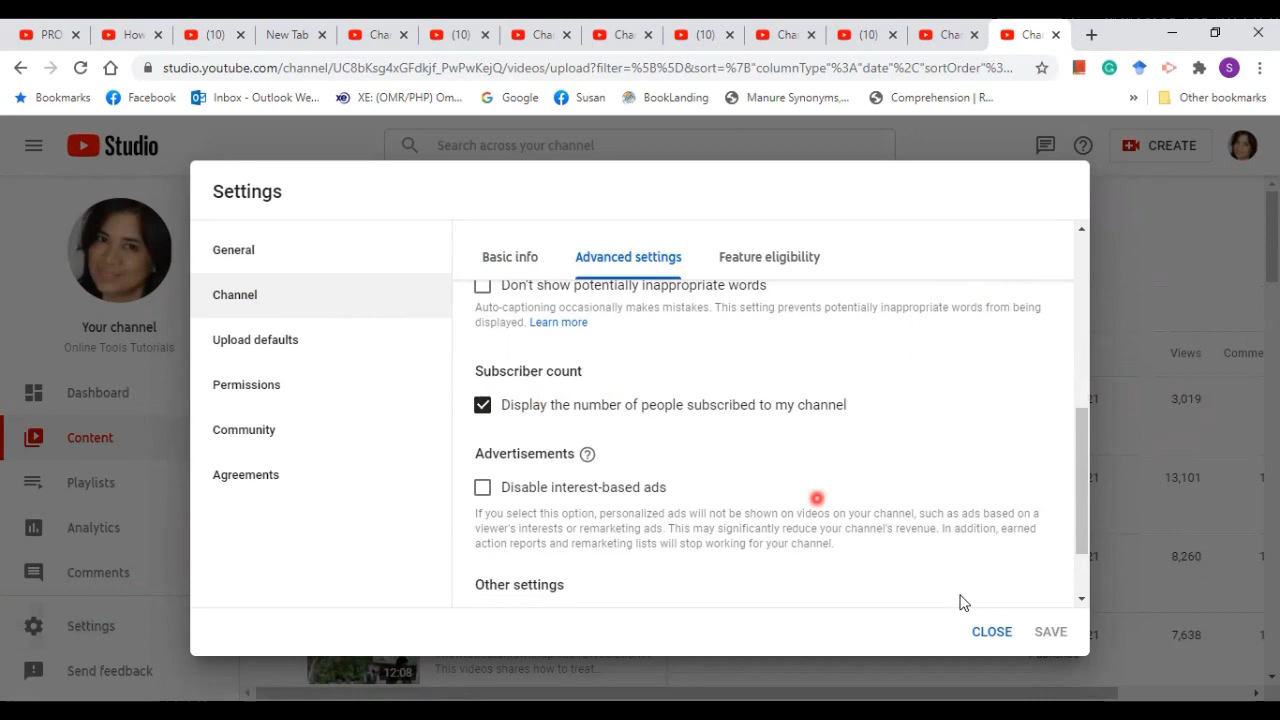 PRO
How
(10)
New Tab
Cha
(10)
Cha
Cha
(10)
Cha
(10)
Cha
Cha
studio.youtube.com/channel/UC8bKsg4xGFdkjf_PwPwKejQ/videos/upload?filter=%5B%5D&sort=%7B"columnType"%3A"date"%2C"sortOrder"%3...
S
Bookmarks Facebook Inbox - Outlook We... XE: (OMR/PHP) Om... Google Susan BookLanding Manure Synonyms,... Comprehension | R... » Other bookmarks
Studio
Search across your channel
CREATE
Settings
Your channel
Online Tools Tutorials
Dashboard
Content
Playlists
Analytics
Comments
Settings
Send feedback
General
Channel
Upload defaults
Permissions
Community
Agreements
Basic info Advanced settings Feature eligibility
Don't show potentially inappropriate words
Auto-captioning occasionally makes mistakes. This setting prevents potentially inappropriate words from being
displayed. Learn more
Subscriber count
Display the number of people subscribed to my channel
Advertisements
Disable interest-based ads
If you select this option, personalized ads will not be shown on videos on your channel, such as ads based on a
viewer's interests or remarketing ads. This may significantly reduce your channel's revenue. In addition, earned
action reports and remarketing lists will stop working for your channel.
Other settings
CLOSE SAVE
Views Comme
21 3,019
21 13,101
21 8,260
21 7,638
12:08
This videos shares how to treat...